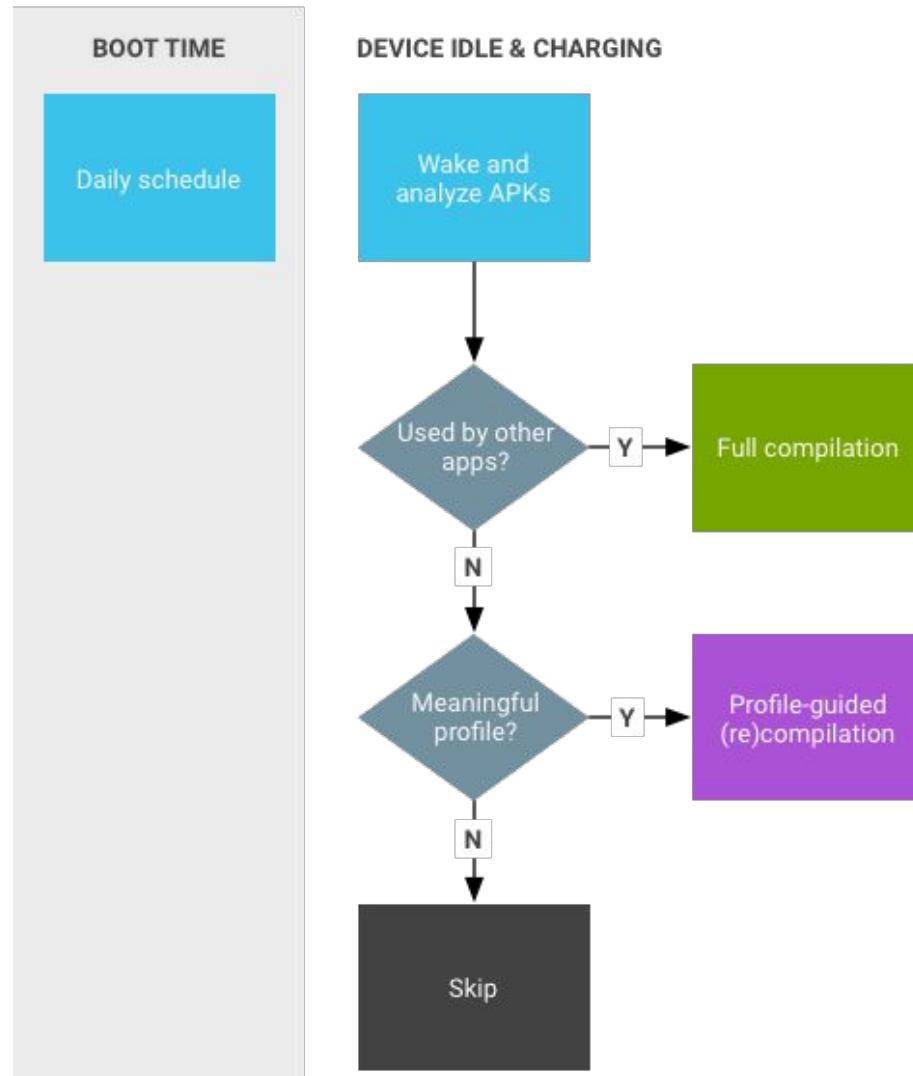 BOOT TIME
DEVICE IDLE & CHARGING
Daily schedule
Wake and
analyze APKs
Used by other
apps?
Y
Full compilation
N
Meaningful
profile?
Y
Profile-guided
(re)compilation
N
Skip